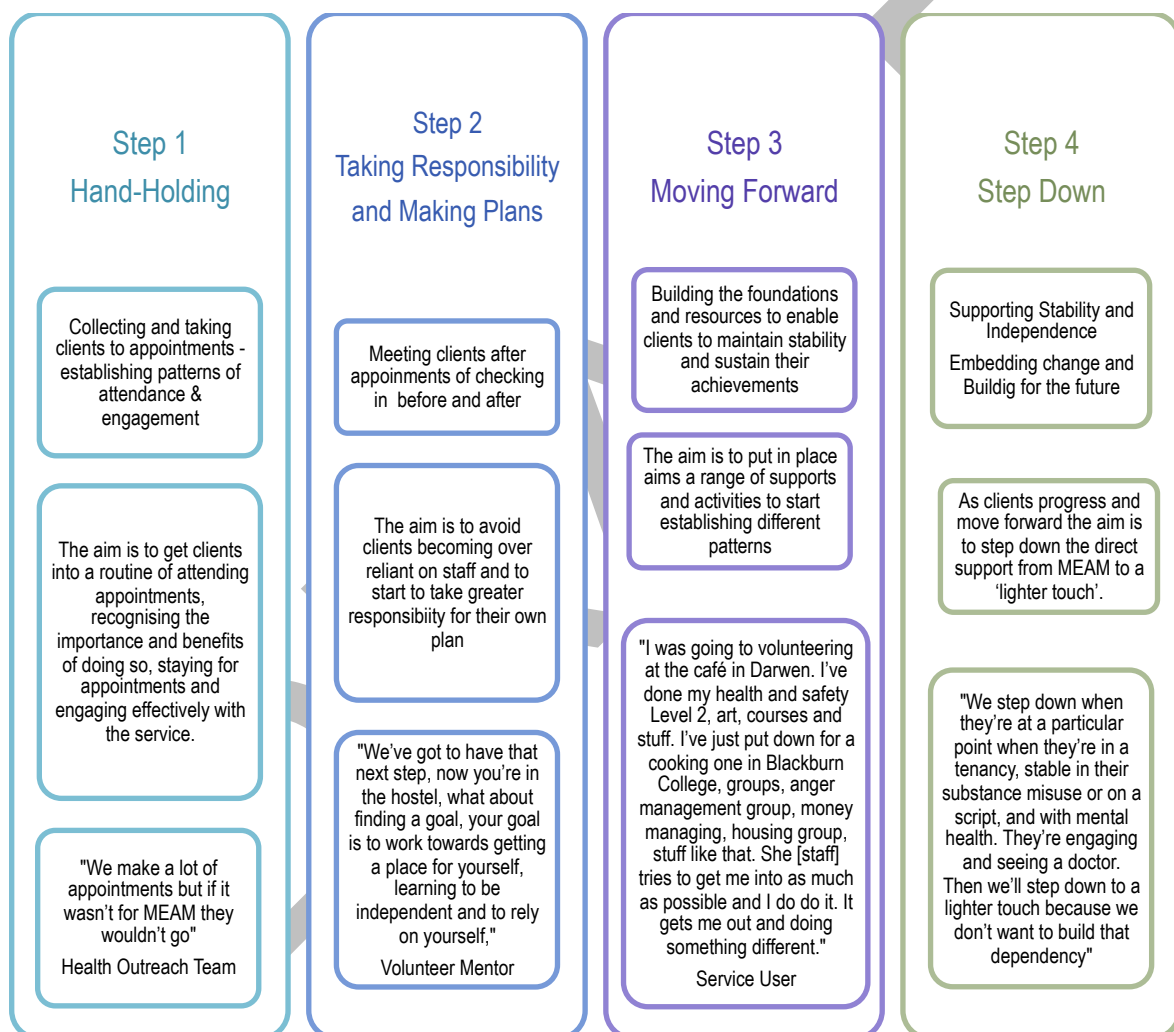 Step 1
Hand-Holding
Collecting and taking
clients to appointments -
establishing patterns of
attendance &
engagement
The aim is to get clients
into a routine of attending
appointments,
recognising the
importance and benefits
of doing so, staying for
appointments and
engaging effectively with
the service.
"We make a lot of
appointments but if it
wasn't for MEAM they
wouldn't go"
Health Outreach Team
Step 2
Taking Responsibility
and Making Plans
Meeting clients after
appoinments of checking
in before and after
The aim is to avoid
clients becoming over
reliant on staff and to
start to take greater
responsibiity for their own
plan
"We've got to have that
next step, now you're in
the hostel, what about
finding a goal, your goal
is to work towards getting
a place for yourself,
learning to be
independent and to rely
on yourself,"
Volunteer Mentor
Step 3
Moving Forward
Building the foundations
and resources to enable
clients to maintain stability
and sustain their
achievements
The aim is to put in place
aims a range of supports
and activities to start
establishing different
patterns
"I was going to volunteering
at the café in Darwen. I've
done my health and safety
Level 2, art, courses and
stuff. I've just put down for a
cooking one in Blackburn
College, groups, anger
management group, money
managing, housing group,
stuff like that. She [staff]
tries to get me into as much
as possible and I do do it. It
gets me out and doing
something different."
Service User
Step 4
Step Down
Supporting Stability and
Independence
Embedding change and
Buildig for the future
As clients progress and
move forward the aim is
to step down the direct
support from MEAM to a
'lighter touch'.
"We step down when
they're at a particular
point when they're in a
tenancy, stable in their
substance misuse or on a
script, and with mental
health. They're engaging
and seeing a doctor.
Then we'll step down to a
lighter touch because we
don't want to build that
dependency"